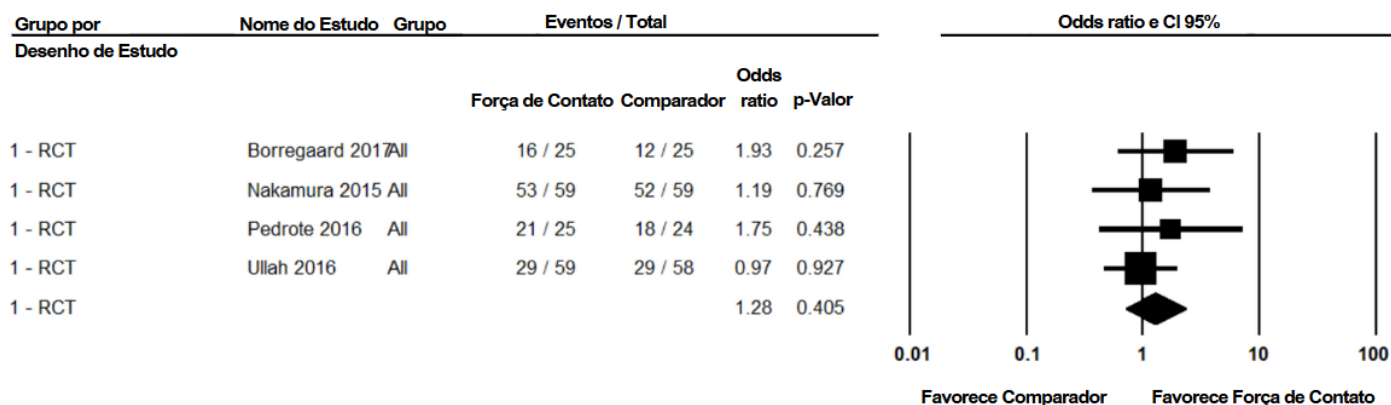 Grupo por Nome do Estudo Grupo Eventos / Total Odds ratio e CI 95%
Desenho de Estudo
Odds
Força de Contato Comparador ratio p-Valor
1 - RCT Borregaard 2017 All 16 / 25 12 / 25 1.93 0.257
1 - RCT Nakamura 2015 All 53 / 59 52 / 59 1.19 0.769
1 - RCT Pedrote 2016 All 21 / 25 18 / 24 1.75 0.438
1 - RCT Ullah 2016 All 29 / 59 29 / 58 0.97 0.927
1 - RCT 1.28 0.405
0.01 0.1 1 10 100
Favorece Comparador Favorece Força de Contato